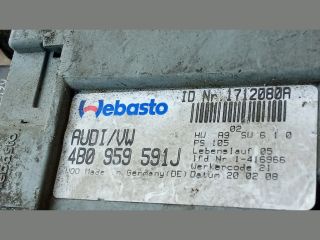 Webasto
ID Nr. 1712080A
02
AUDI/VW
HW A9 SW 6 1 0
PS 105
4B0 959 591J
Lebenslauf 05
lfd Nr 1-416966
Werkercode 21
VDO Made in Germany(DE)
Datum 20 02 08